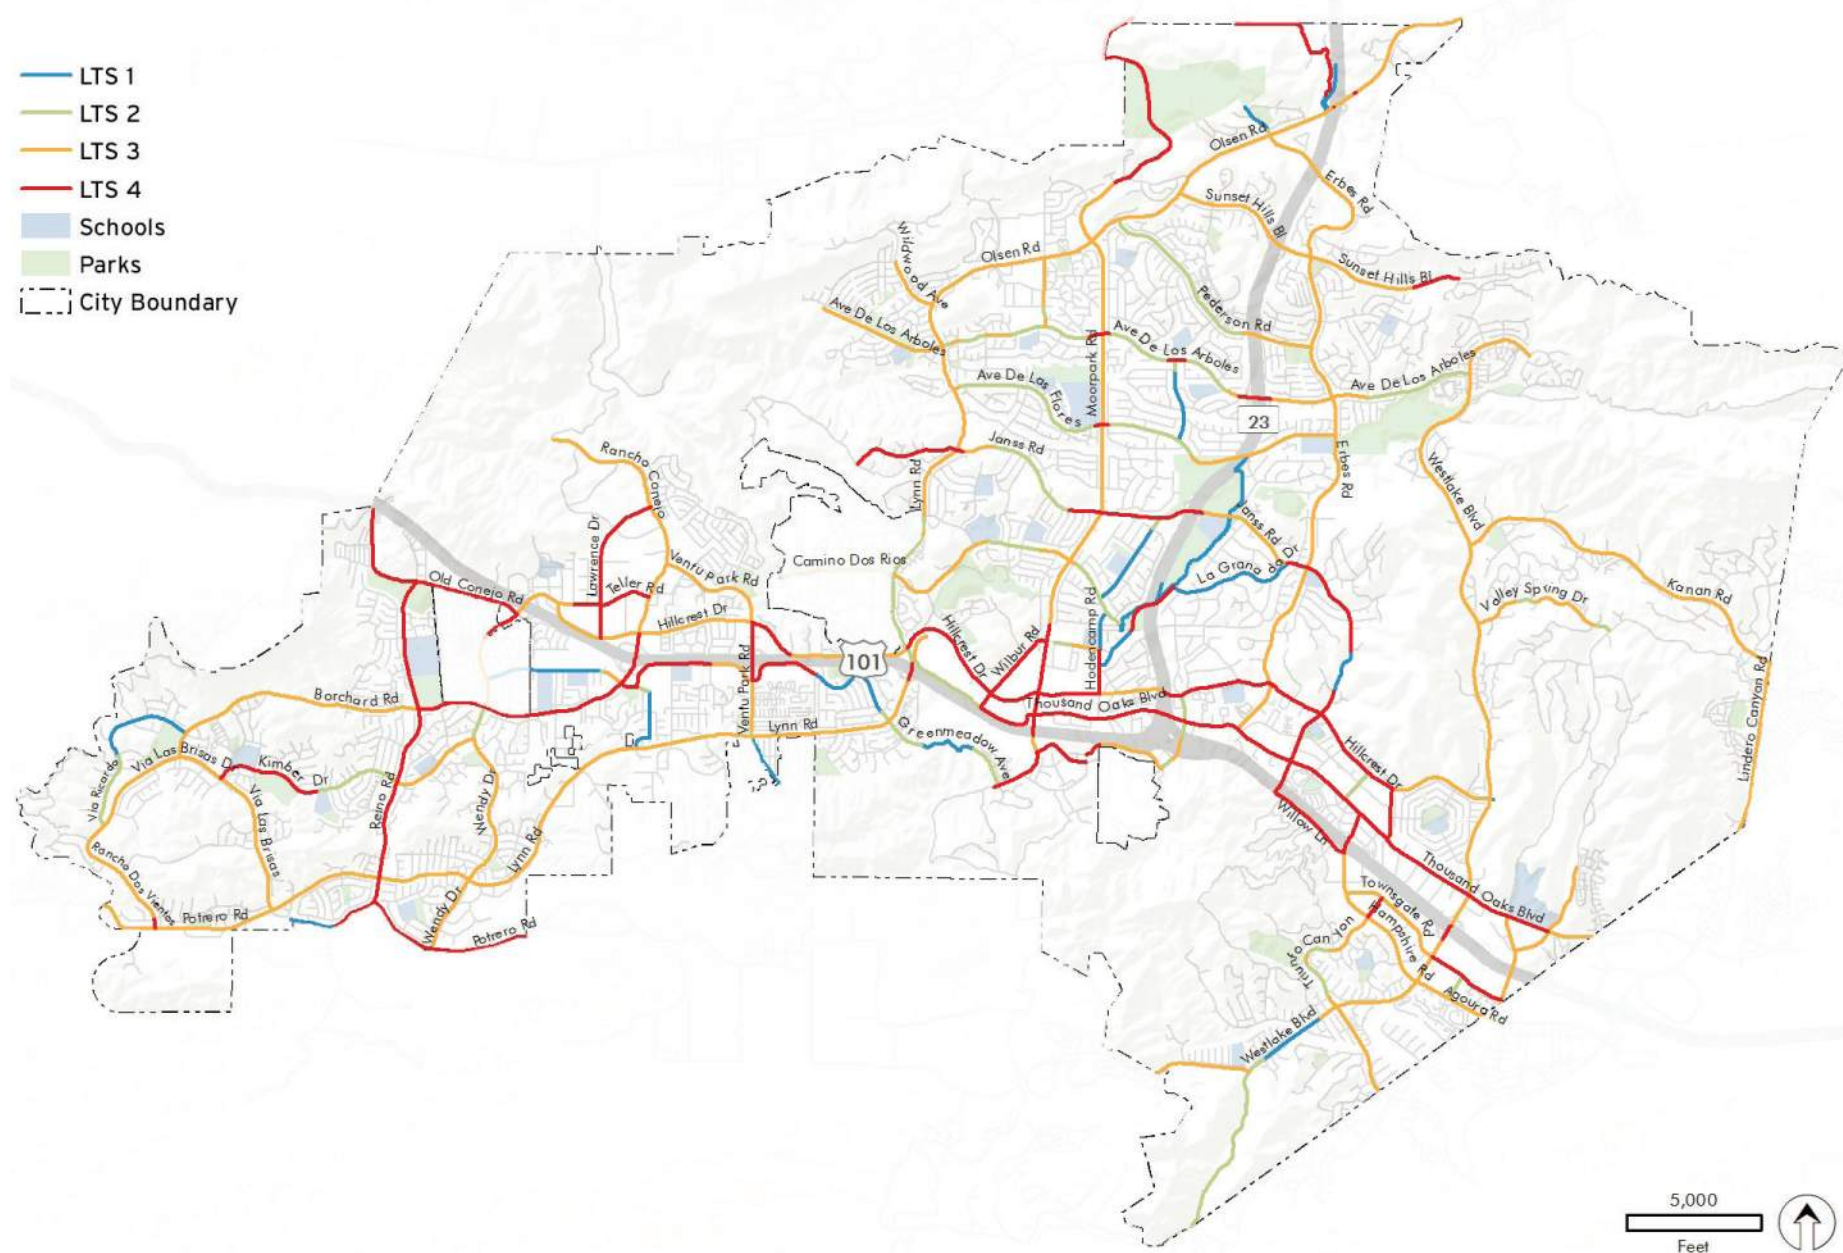 LTS 1
LTS 2
LTS 3
LTS 4
Schools
Parks
City Boundary
Olsen Rd
Erbes Rd
Sunset Hills Bl
Wildwood Ave
Olsen Rd
Sunset Hills Bl
Pederson Rd
Ave De Los Arboles
Moorpark Rd
Ave De Los Arboles
Ave De Los Arboles
Ave De Las Flores
23
Janss Rd
Erbes Rd
Rancho Conejo
Lynn Rd
Westlake Blvd
Lawrence Dr
Janss Rd
Camino Dos Rios
Ventu Park Rd
La Granada Dr
Old Conejo Rd
Teller Rd
Kanan Rd
Valley Spring Dr
Hillcrest Dr
Hodencamp Rd
Hillcrest Dr
Wilbur Rd
101
Borchard Rd
Ventu Park Rd
Thousand Oaks Blvd
Lynn Rd
Greenmeadow Ave
Lindero Canyan Rd
Via Las Brisas Dr
Kimber Dr
Via Ricardo
Hillcrest Dr
Reino Rd
Wendy Dr
Via Las Brisas
Lynn Rd
Willow Ln
Rancho Dos Vientos
Thousand Oaks Blvd
Townsgate Rd
Potrero Rd
Wendy Dr
Potrero Rd
Hampshire Rd
Triunfo Can yon
Agoura Rd
Westlake Blvd
5,000
Feet